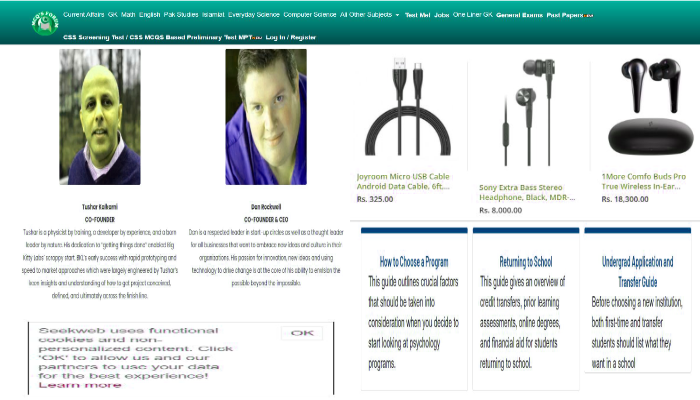 Current Affairs GK Math English Pak Studies Islamiat Everyday Science Computer Science All Other Subjects Test Me! Jobs One Liner GK General Exams Past Papers
CSS Screening Test / CSS MCQS Based Preliminary Test MPT Log In / Register
Tushar Kulkarni
CO-FOUNDER
Tushar is a physicist by training, a developer by experience, and a born
leader by nature. His dedication to "getting things done" enabled Big
Kitty Labs' scrappy start. BKL's early success with rapid prototyping and
speed to market approaches which were largely engineered by Tushar's
keen insights and understanding of how to get project conceived,
defined, and ultimately across the finish line.
Dan Rockwell
CO-FOUNDER & CEO
Dan is a respected leader in start-up circles as well as a thought leader
for all businesses that want to embrace new ideas and culture in their
organizations. His passion for innovation, new ideas and using
technology to drive change is at the core of his ability to envision the
possible beyond the impossible.
Joyroom Micro USB Cable
Android Data Cable, 6ft,...
Rs. 325.00
Sony Extra Bass Stereo
Headphone, Black, MDR-...
Rs. 8,000.00
1More Comfo Buds Pro
True Wireless In-Ear...
Rs. 18,300.00
Seekweb uses functional
cookies and non-
personalized content. Click
'OK' to allow us and our
partners to use your data
for the best experience!
Learn more
OK
How to Choose a Program
This guide outlines crucial factors
that should be taken into
consideration when you decide to
start looking at psychology
programs.
Returning to School
This guide gives an overview of
credit transfers, prior learning
assessments, online degrees,
and financial aid for students
returning to school.
Undergrad Application and
Transfer Guide
Before choosing a new institution,
both first-time and transfer
students should list what they
want in a school